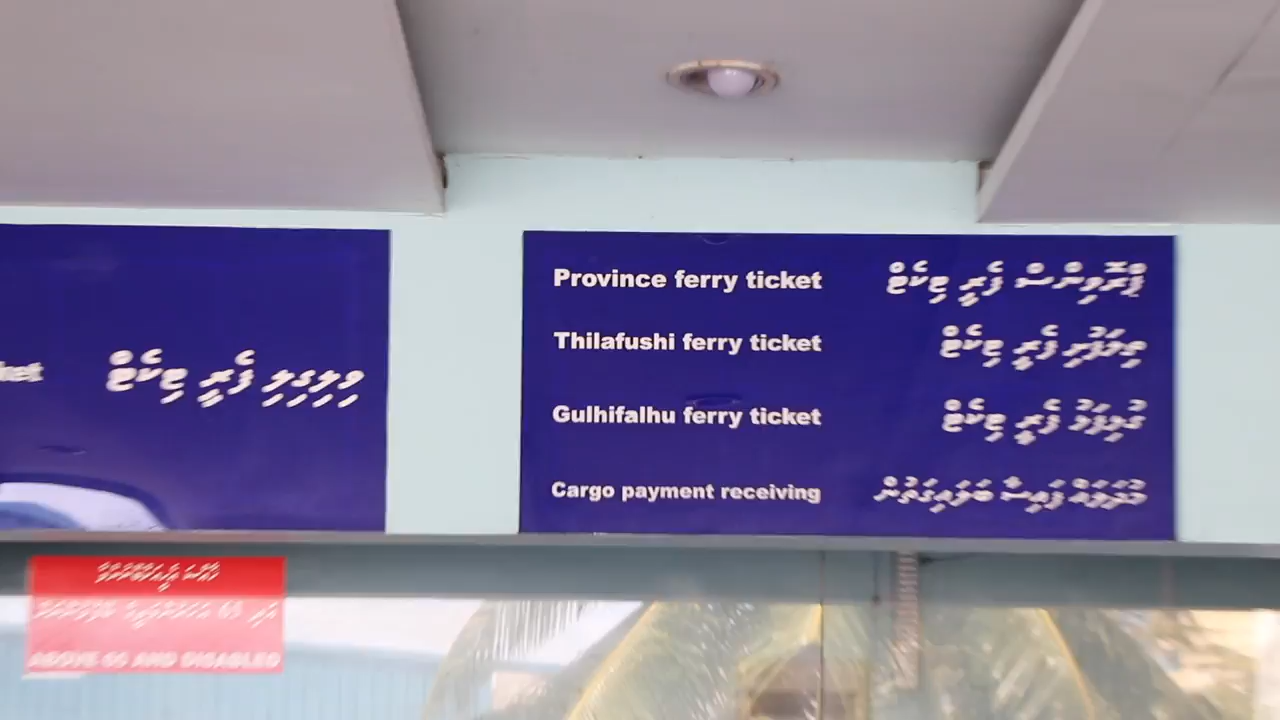 Province ferry ticket
ޕްރޮވިންސް ފެރީ ޓިކެޓް
Thilafushi ferry ticket
ތިލަފުށި ފެރީ ޓިކެޓް
Gulhifalhu ferry ticket
ގުޅިފަޅު ފެރީ ޓިކެޓް
Cargo payment receiving
މުދަލައް ފައިސާ ބަލައިގަތުން
ވިލިގިލި ފެރީ ޓިކެޓް
ABOVE 65 AND DISABLED